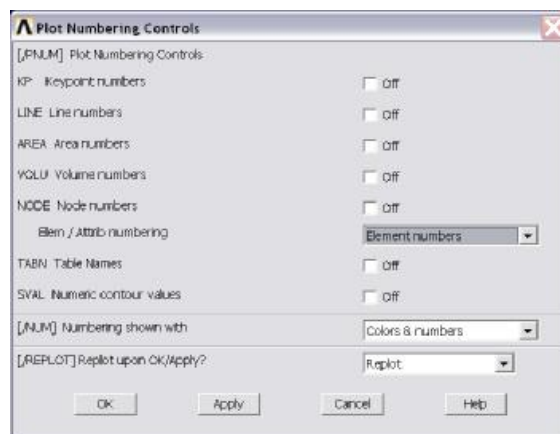 Plot Numbering Controls
[/PNUM] Plot Numbering Controls
KP Keypoint numbers
Off
LINE Line numbers
Off
AREA Area numbers
Off
VOLU Volume numbers
Off
NODE Node numbers
Off
Elem / Attrib numbering
Element numbers
TABN Table Names
Off
SVAL Numeric contour values
Off
[/NUM] Numbering shown with
Colors & numbers
[/REPLOT] Replot upon OK/Apply?
Replot
OK
Apply
Cancel
Help